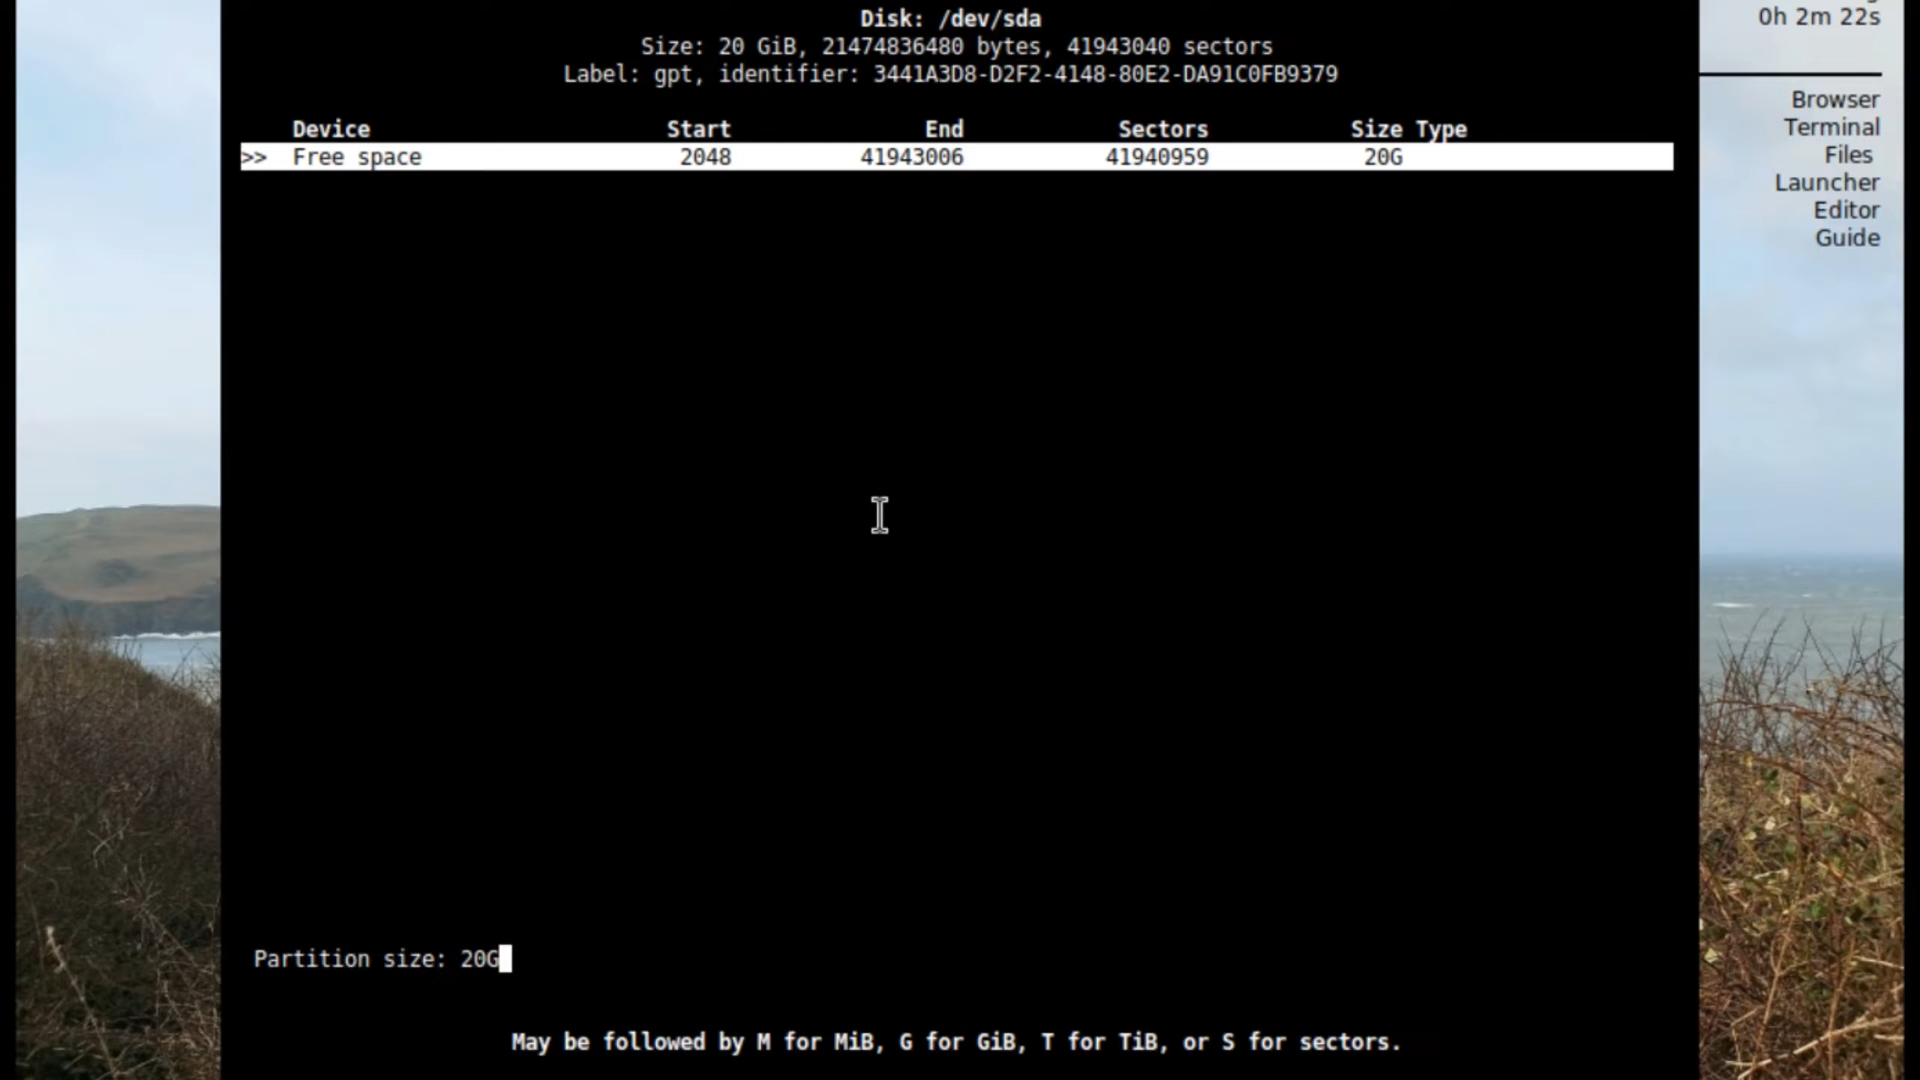 Disk: /dev/sda
Size: 20 GiB, 21474836480 bytes, 41943040 sectors
Label: gpt, identifier: 3441A3D8-D2F2-4148-80E2-DA91C0FB9379
Device Start End Sectors Size Type
>> Free space 2048 41943006 41940959 20G
Partition size: 20G
May be followed by M for MiB, G for GiB, T for TiB, or S for sectors.
0h 2m 22s
Browser
Terminal
Files
Launcher
Editor
Guide